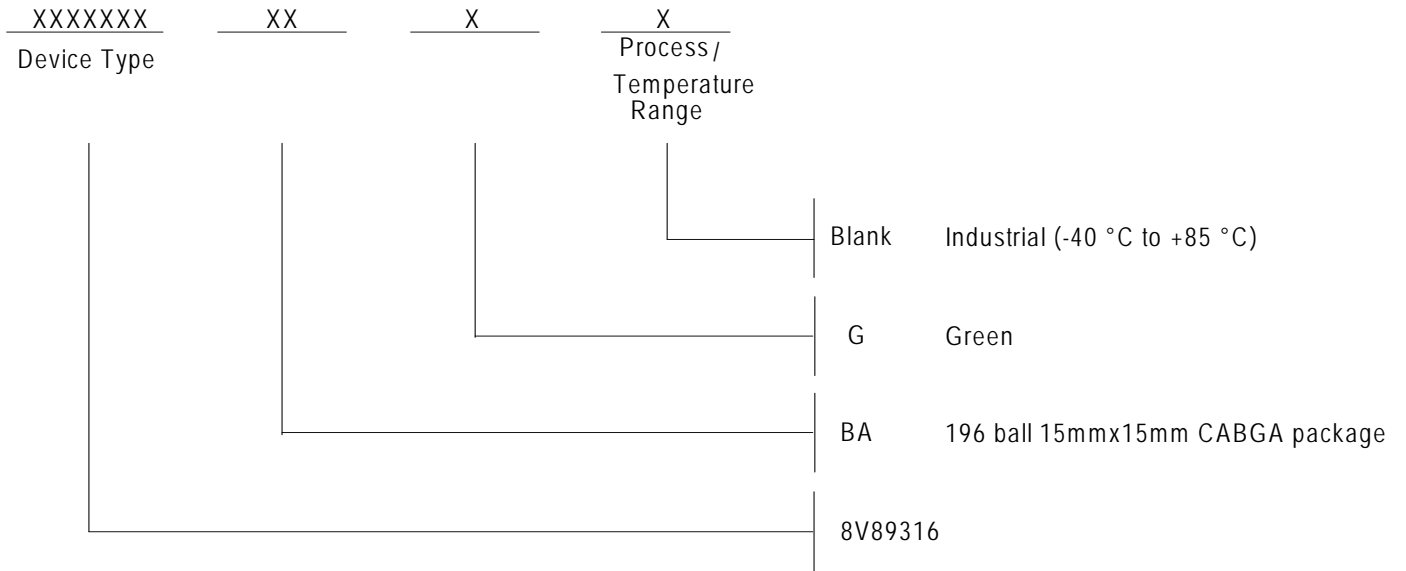 XXXXXXX XX X X
Device Type
Process/
Temperature
Range
Blank Industrial (-40 °C to +85 °C)
G Green
BA 196 ball 15mmx15mm CABGA package
8V89316